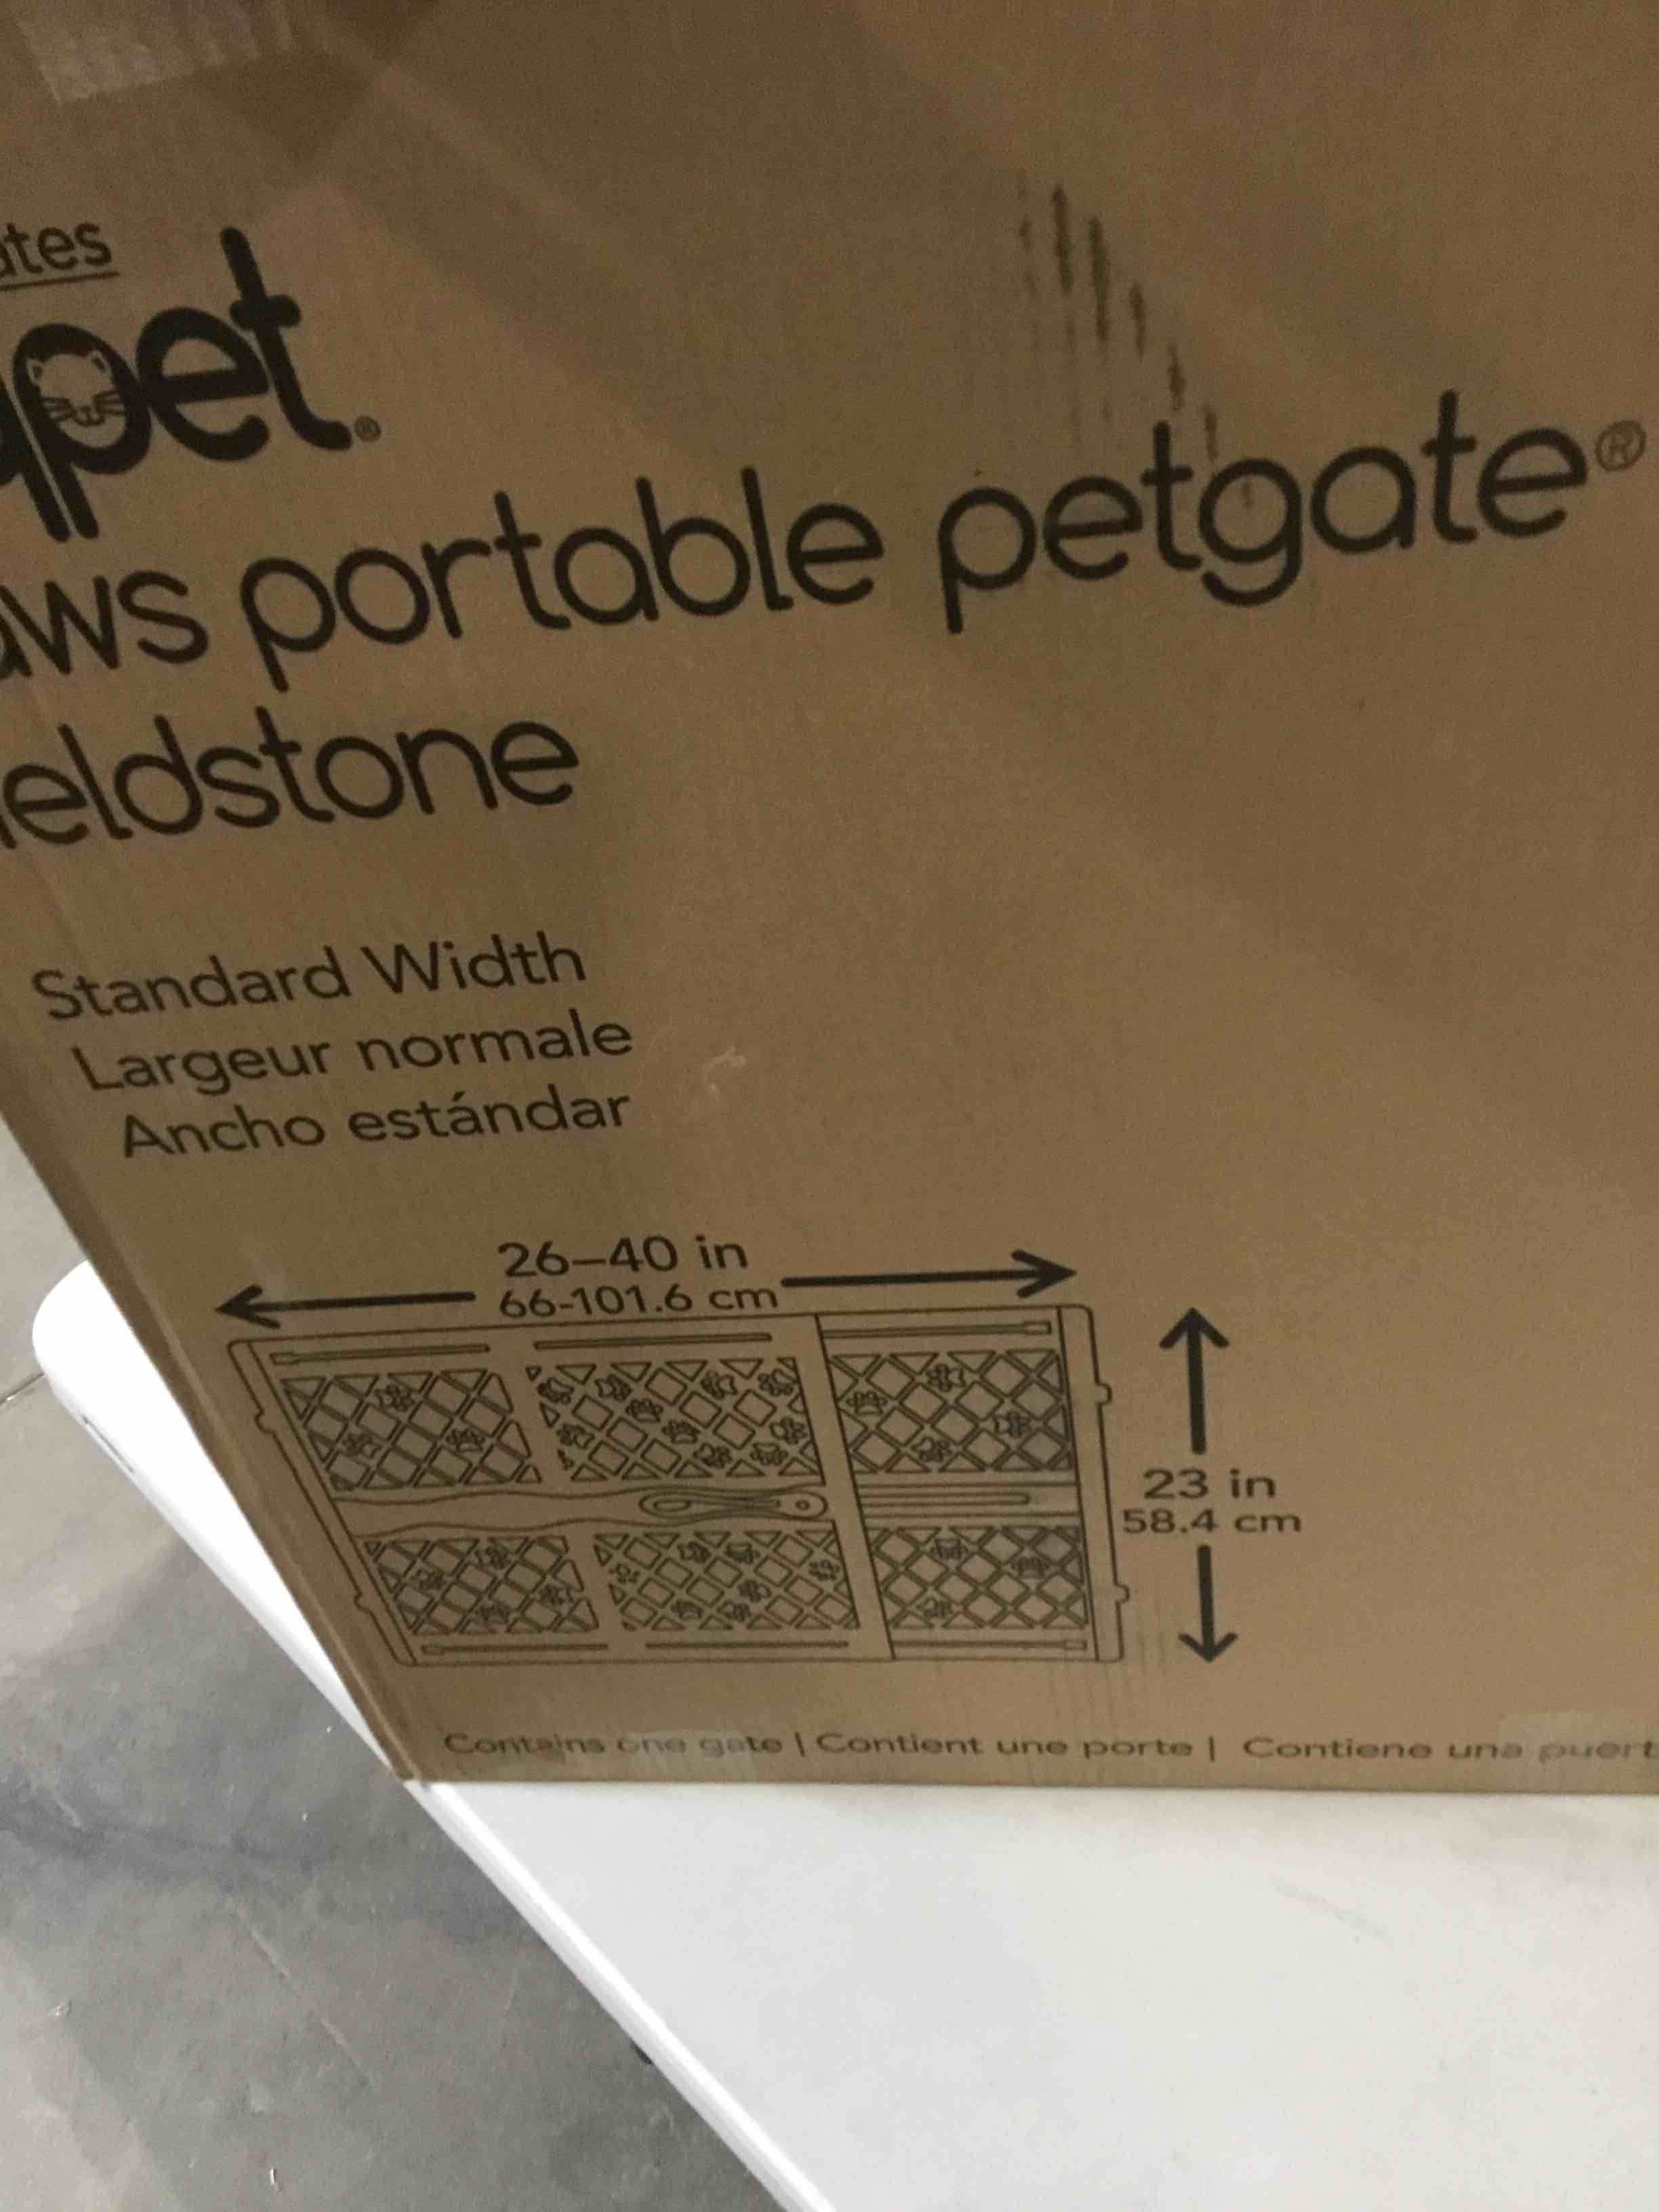 ates
pet®
aws portable petgate®
eldstone
Standard Width
Largeur normale
Ancho estándar
26–40 in
66-101.6 cm
23 in
58.4 cm
Contains one gate | Contient une porte | Contiene una puert